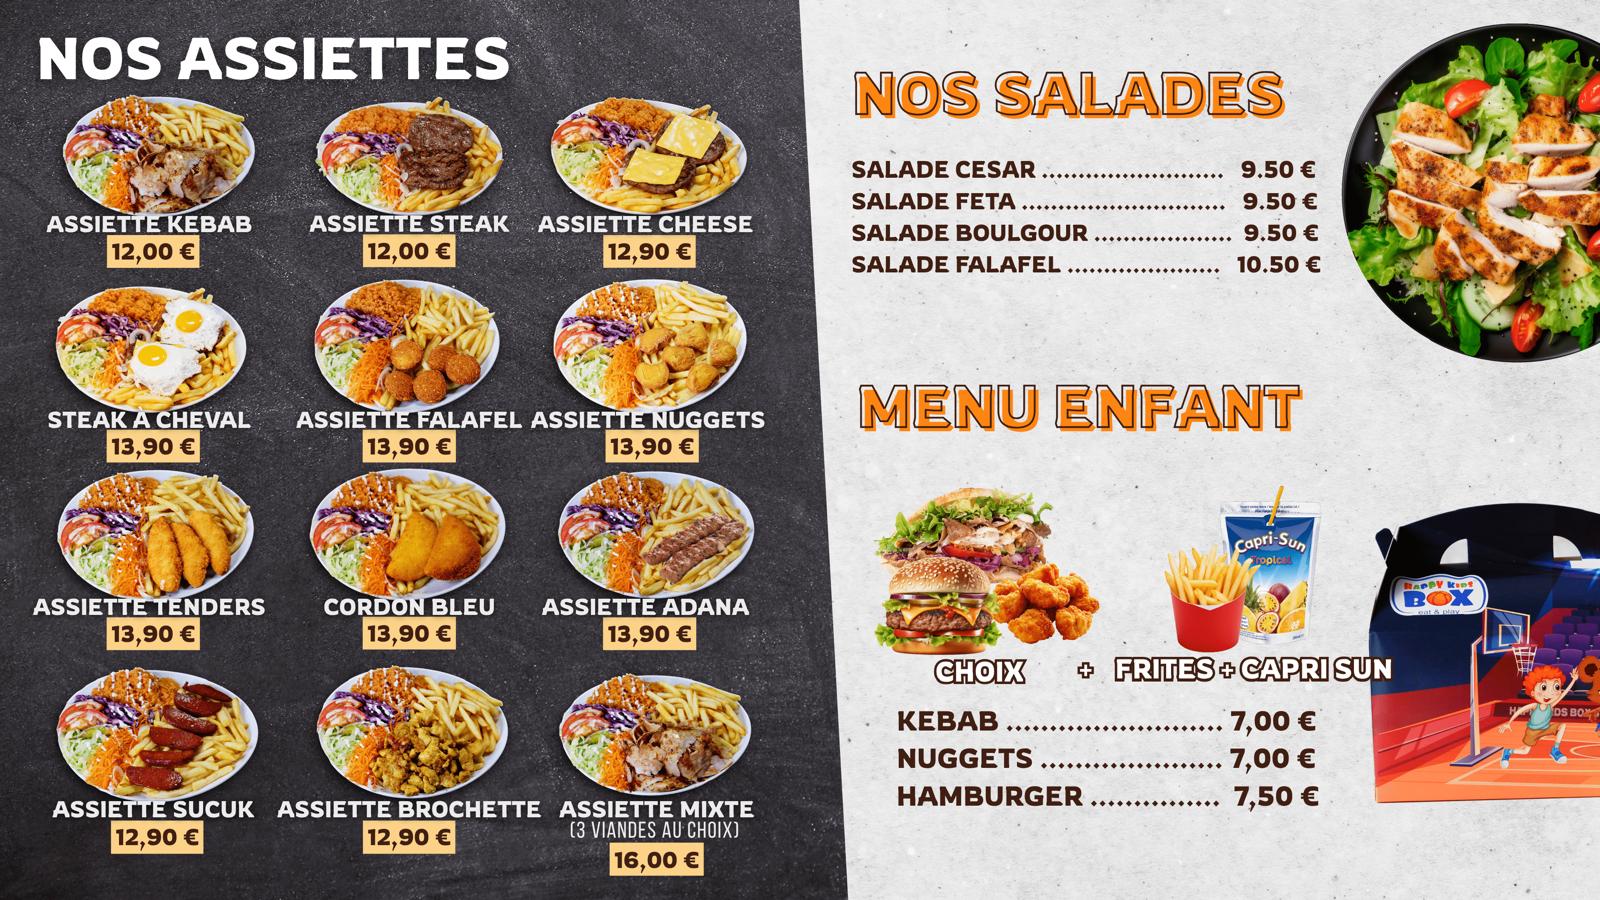 NOS ASSIETTES
ASSIETTE KEBAB
12,00 €
ASSIETTE STEAK
12,00 €
ASSIETTE CHEESE
12,90 €
STEAK À CHEVAL
13,90 €
ASSIETTE FALAFEL
13,90 €
ASSIETTE NUGGETS
13,90 €
ASSIETTE TENDERS
13,90 €
CORDON BLEU
13,90 €
ASSIETTE ADANA
13,90 €
ASSIETTE SUCUK
12,90 €
ASSIETTE BROCHETTE
12,90 €
ASSIETTE MIXTE
(3 VIANDES AU CHOIX)
16,00 €
NOS SALADES
SALADE CESAR ........................... 9.50 €
SALADE FETA .............................. 9.50 €
SALADE BOULGOUR .................... 9.50 €
SALADE FALAFEL ...................... 10.50 €
MENU ENFANT
Capri-Sun
Tropical
HAPPY KIDS
BOX
eat & play
CHOIX + FRITES + CAPRI SUN
KEBAB ............................... 7,00 €
NUGGETS .......................... 7,00 €
HAMBURGER ................... 7,50 €